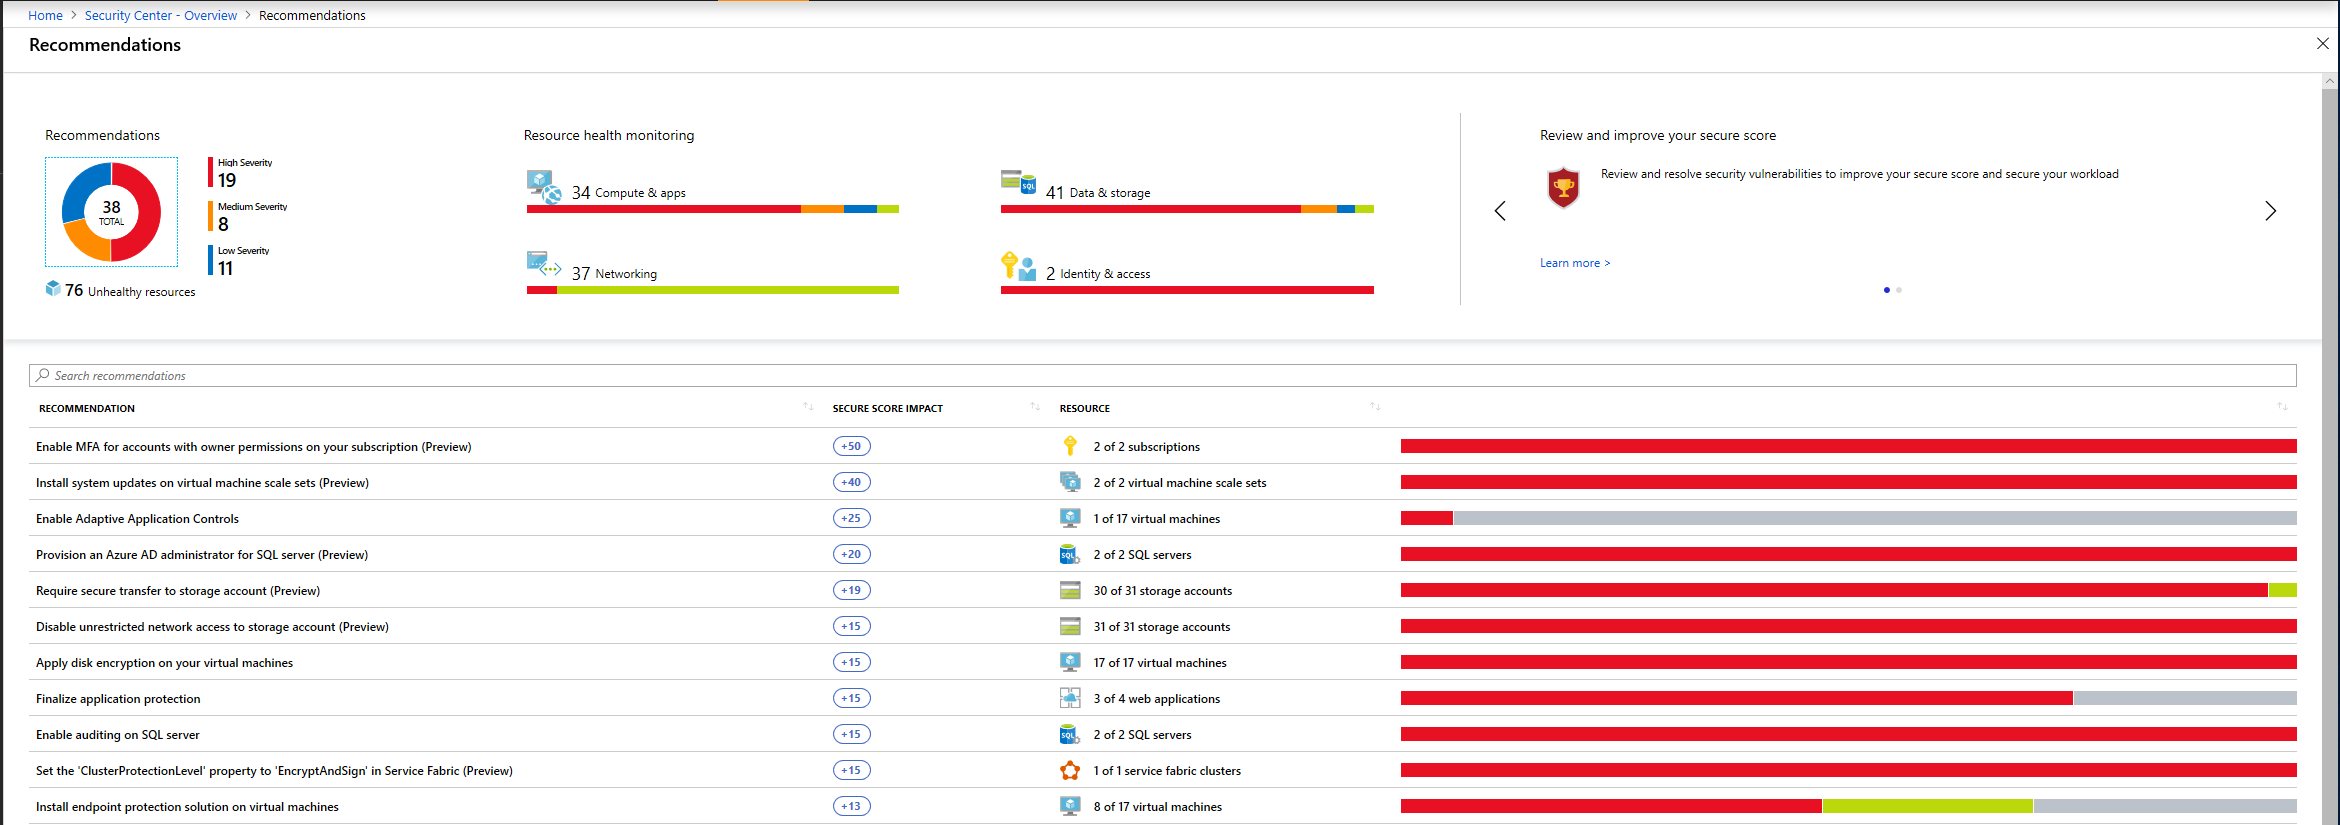 Home > Security Center - Overview > Recommendations
Recommendations
Recommendations
38
TOTAL
High Severity
19
Medium Severity
8
Low Severity
11
76 Unhealthy resources
Resource health monitoring
34 Compute & apps
41 Data & storage
37 Networking
2 Identity & access
Review and improve your secure score
Review and resolve security vulnerabilities to improve your secure score and secure your workload
Learn more >
Search recommendations
RECOMMENDATION SECURE SCORE IMPACT RESOURCE
Enable MFA for accounts with owner permissions on your subscription (Preview) +50 2 of 2 subscriptions
Install system updates on virtual machine scale sets (Preview) +40 2 of 2 virtual machine scale sets
Enable Adaptive Application Controls +25 1 of 17 virtual machines
Provision an Azure AD administrator for SQL server (Preview) +20 SQL 2 of 2 SQL servers
Require secure transfer to storage account (Preview) +19 30 of 31 storage accounts
Disable unrestricted network access to storage account (Preview) +15 31 of 31 storage accounts
Apply disk encryption on your virtual machines +15 17 of 17 virtual machines
Finalize application protection +15 3 of 4 web applications
Enable auditing on SQL server +15 SQL 2 of 2 SQL servers
Set the 'ClusterProtectionLevel' property to 'EncryptAndSign' in Service Fabric (Preview) +15 1 of 1 service fabric clusters
Install endpoint protection solution on virtual machines +13 8 of 17 virtual machines